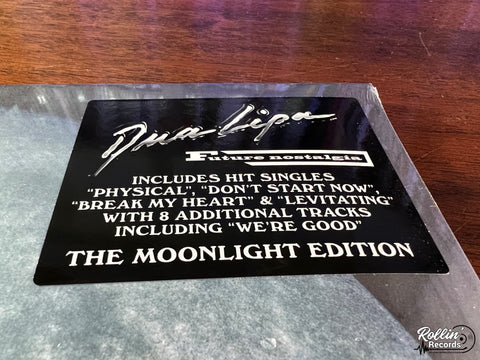 Dua Lipa
Future nostalgia
INCLUDES HIT SINGLES
"PHYSICAL", "DON'T START NOW",
"BREAK MY HEART" & "LEVITATING"
WITH 8 ADDITIONAL TRACKS
INCLUDING "WE'RE GOOD"
THE MOONLIGHT EDITION
Rollin'
Records